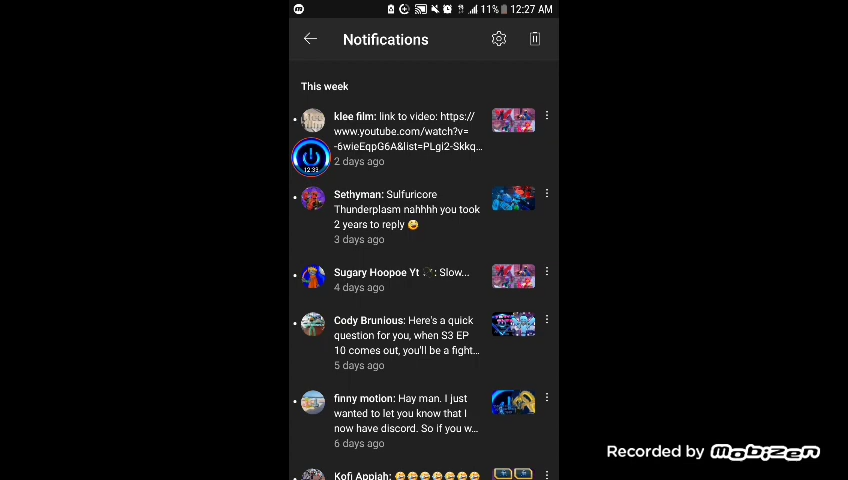 11% 12:27 AM
Notifications
This week
klee film: link to video: https://
www.youtube.com/watch?v=
-6wieEqpG6A&list=PLgi2-Skkq...
2 days ago
12:33
Sethyman: Sulfuricore
Thunderplasm nahhhh you took
2 years to reply 🤣
3 days ago
Sugary Hoopoe Yt : Slow...
4 days ago
Cody Brunious: Here's a quick
question for you, when S3 EP
10 comes out, you'll be a fight...
5 days ago
finny motion: Hay man. I just
wanted to let you know that I
now have discord. So if you w...
6 days ago
Kofi Appiah: 🤣🤣🤣🤣🤣🤣🤣
Recorded by mobizen